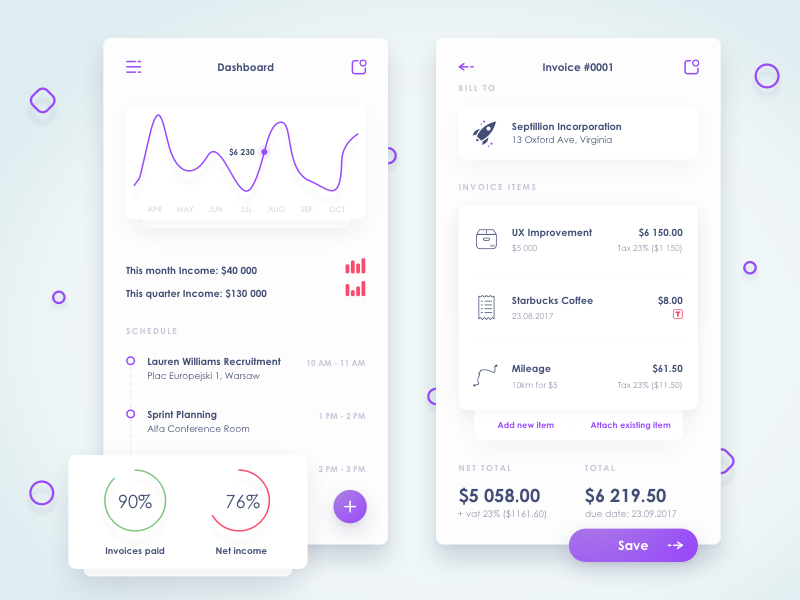 Dashboard
$6 230
APR MAY JUN JUL AUG SEP OCT
This month Income: $40 000
This quarter Income: $130 000
SCHEDULE
Lauren Williams Recruitment
10 AM - 11 AM
Plac Europejski 1, Warsaw
Sprint Planning
1 PM - 2 PM
Alfa Conference Room
2 PM - 3 PM
90%
76%
Invoices paid
Net income
Invoice #0001
BILL TO
Septillion Incorporation
13 Oxford Ave, Virginia
INVOICE ITEMS
UX Improvement
$6 150.00
$5 000
Tax 23% ($1 150)
Starbucks Coffee
$8.00
23.08.2017
T
Mileage
$61.50
10km for $5
Tax 23% ($11.50)
Add new item
Attach existing item
NET TOTAL
TOTAL
$5 058.00
$6 219.50
+ vat 23% ($1161.60)
due date: 23.09.2017
Save